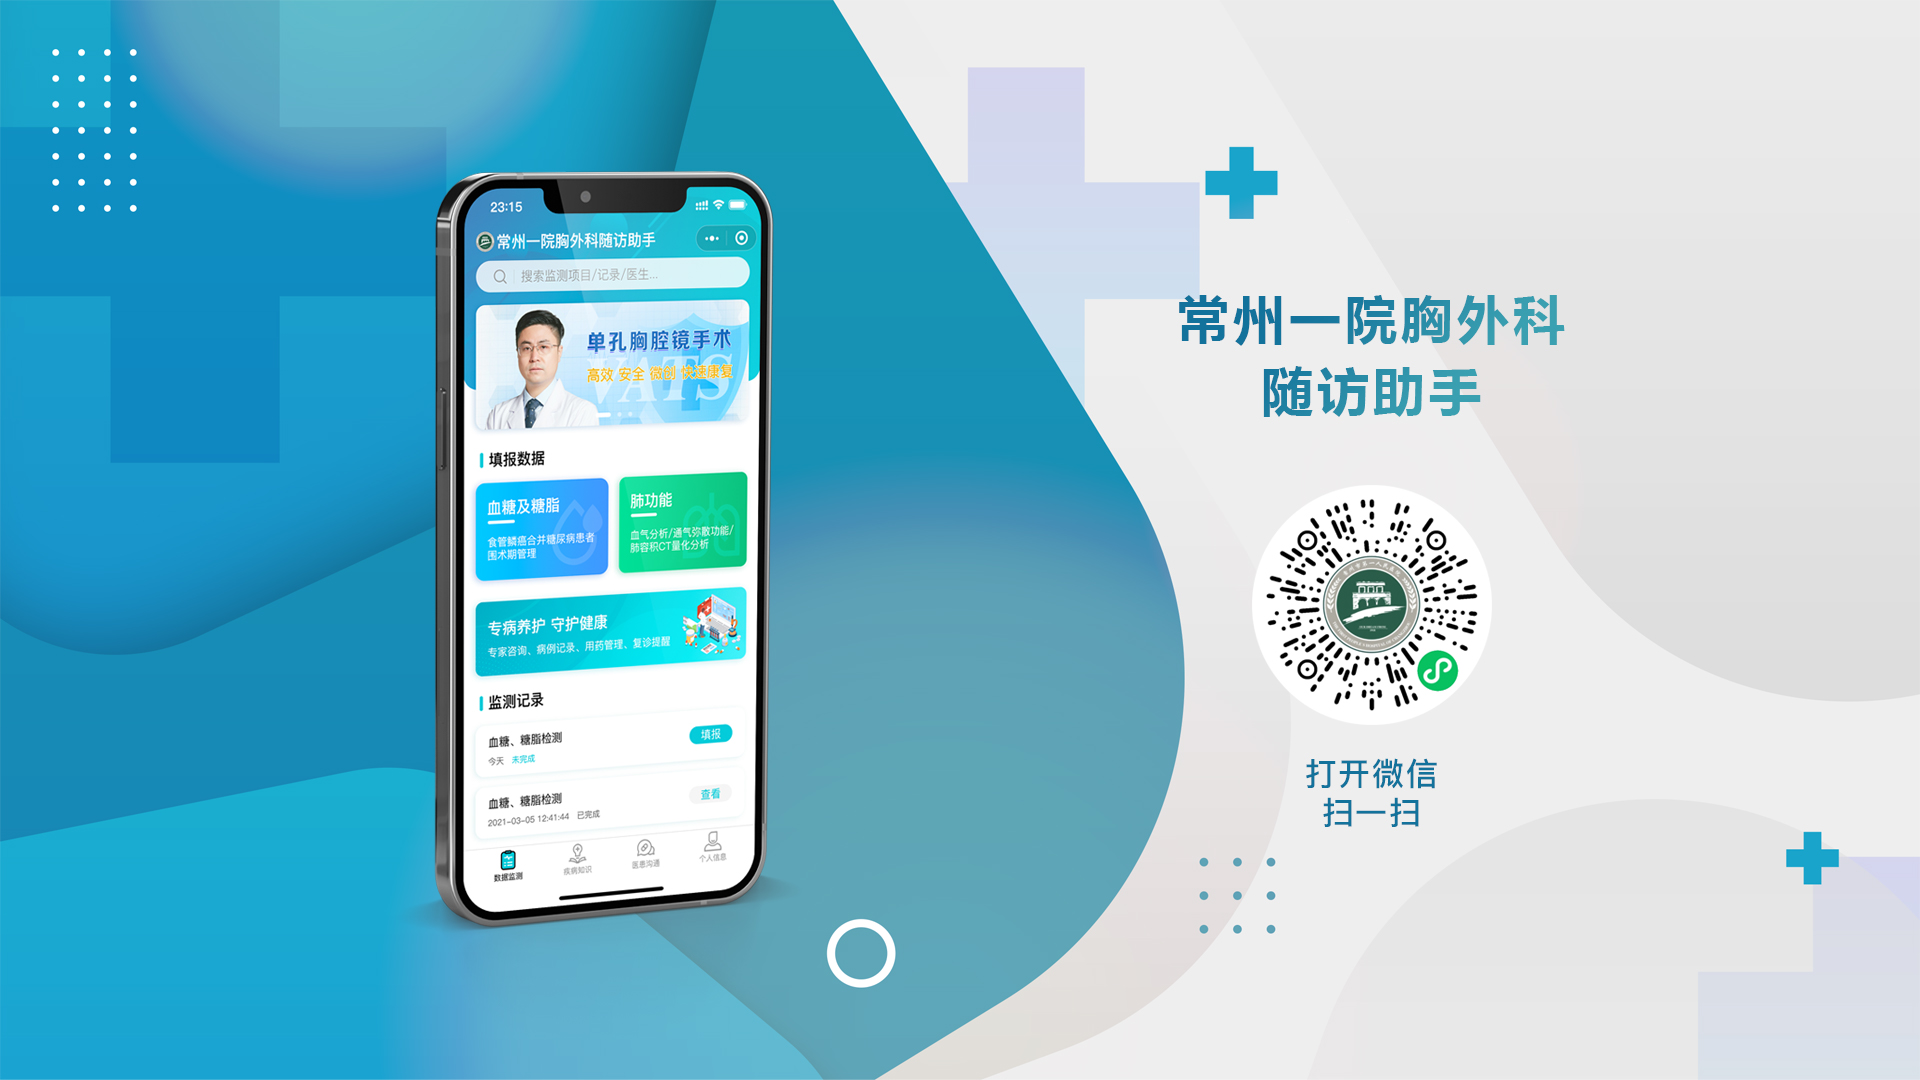 23:15
常州一院胸外科随访助手
搜索监测项目/记录/医生...
单孔胸腔镜手术
VATS
高效 安全 微创 快速康复
填报数据
血糖及糖脂
食管鳞癌合并糖尿病患者
围术期管理
肺功能
血气分析/通气弥散功能/
肺容积CT量化分析
专病养护 守护健康
专家咨询、病例记录、用药管理、复诊提醒
监测记录
血糖、糖脂检测
填报
今天 未完成
血糖、糖脂检测
查看
2021-03-05 12:41:44 已完成
数据监测
疾病知识
医患沟通
个人信息
常州一院胸外科
随访助手
打开微信
扫一扫